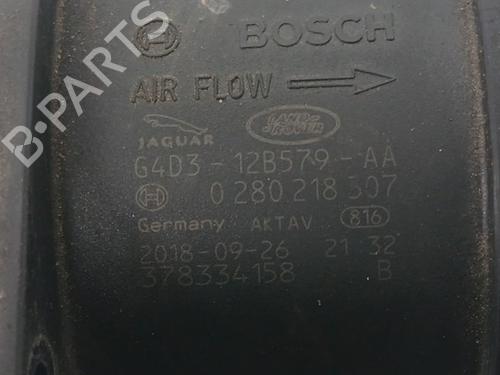 BOSCH
AIR FLOW
JAGUAR LAND-ROVER
G4D3-12B579-AA
0 280 218 307
Germany AKTAV 816
2018-09-26 21 32
378334158 B
B-PARTS